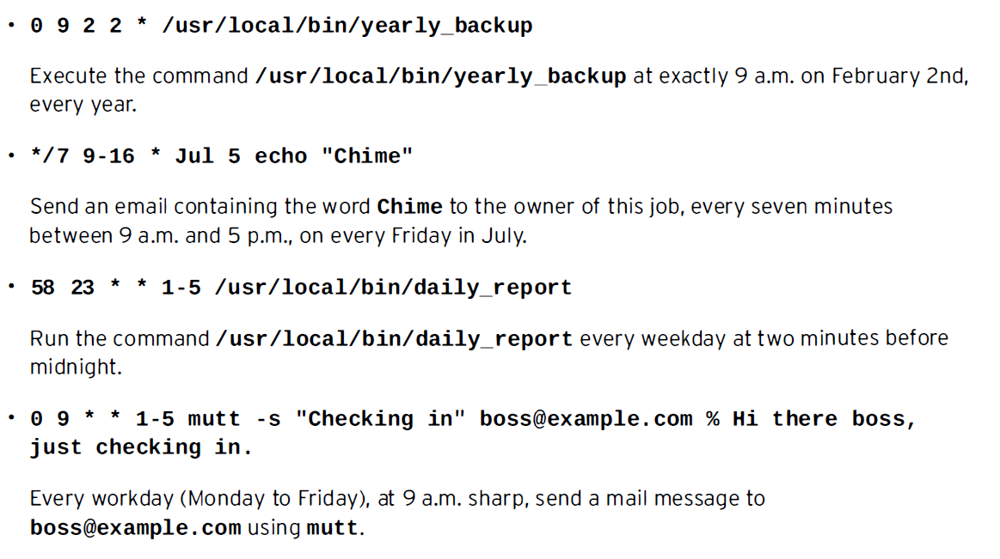 • 0 9 2 2 * /usr/local/bin/yearly_backup
Execute the command /usr/local/bin/yearly_backup at exactly 9 a.m. on February 2nd,
every year.
• */7 9-16 * Jul 5 echo "Chime"
Send an email containing the word Chime to the owner of this job, every seven minutes
between 9 a.m. and 5 p.m., on every Friday in July.
• 58 23 * * 1-5 /usr/local/bin/daily_report
Run the command /usr/local/bin/daily_report every weekday at two minutes before
midnight.
• 0 9 * * 1-5 mutt -s "Checking in" boss@example.com % Hi there boss,
just checking in.
Every workday (Monday to Friday), at 9 a.m. sharp, send a mail message to
boss@example.com using mutt.